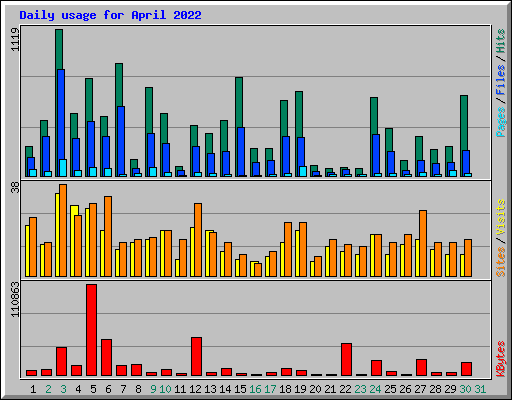 Daily usage for April 2022
1119
Pages / Files / Hits
38
Sites / Visits
110863
KBytes
1 2 3 4 5 6 7 8 9 10 11 12 13 14 15 16 17 18 19 20 21 22 23 24 25 26 27 28 29 30 31